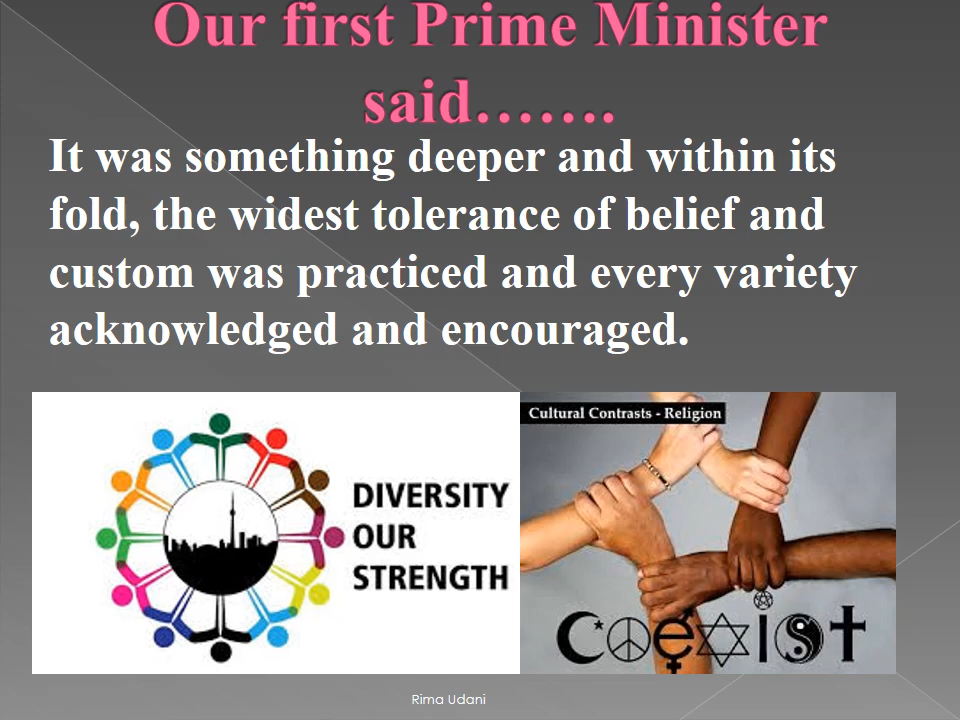 Our first Prime Minister
said…….
It was something deeper and within its
fold, the widest tolerance of belief and
custom was practiced and every variety
acknowledged and encouraged.
DIVERSITY
OUR
STRENGTH
Cultural Contrasts - Religion
COEXIST
Rima Udani